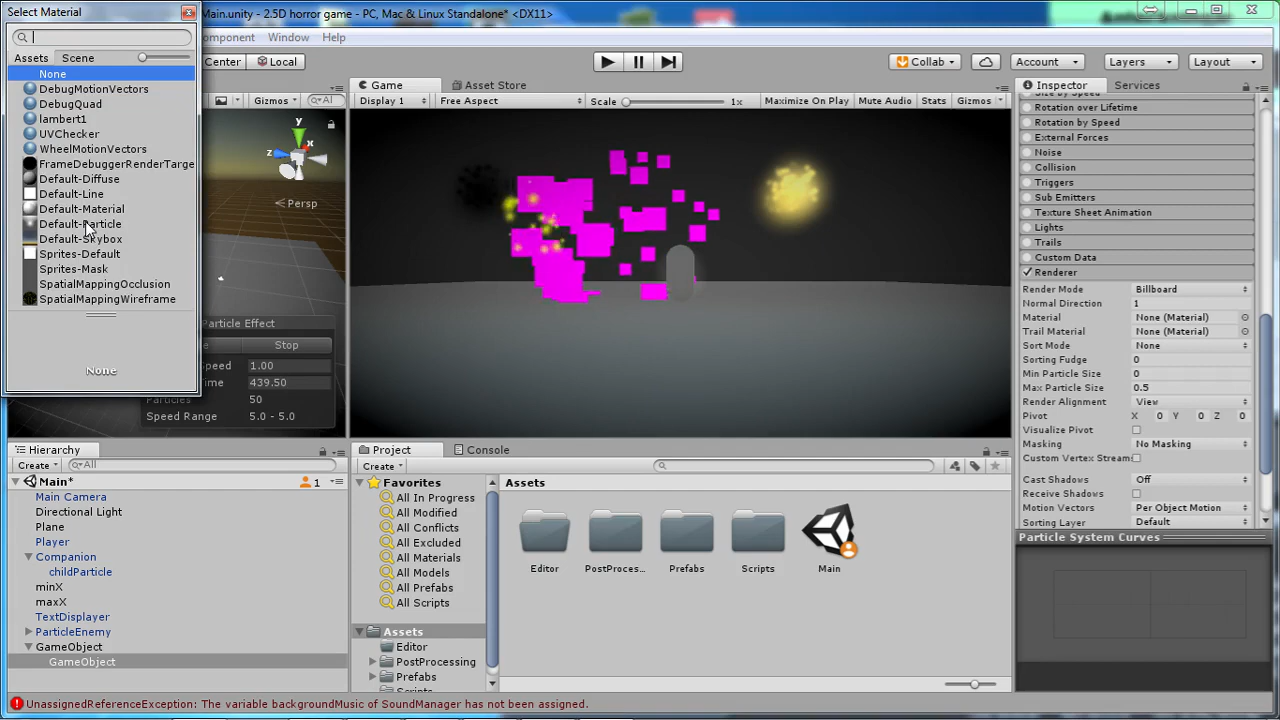 Select Material
Main.unity - 2.5D horror game - PC, Mac & Linux Standalone* <DX11>
omponent Window Help
Center Local
Collab
Account
Layers
Layout
Assets Scene
None
DebugMotionVectors
DebugQuad
lambert1
UVChecker
WheelMotionVectors
FrameDebuggerRenderTarge
Default-Diffuse
Default-Line
Default-Material
Default-Particle
Default-Skybox
Sprites-Default
Sprites-Mask
SpatialMappingOcclusion
SpatialMappingWireframe
None
Gizmos All
y
x
z
Persp
Particle Effect
Stop
peed 1.00
ime 439.50
Particles 50
Speed Range 5.0 - 5.0
Game Asset Store
Display 1 Free Aspect Scale 1x Maximize On Play Mute Audio Stats Gizmos
Inspector Services
Size by Speed
Rotation over Lifetime
Rotation by Speed
External Forces
Noise
Collision
Triggers
Sub Emitters
Texture Sheet Animation
Lights
Trails
Custom Data
Renderer
Render Mode Billboard
Normal Direction 1
Material None (Material)
Trail Material None (Material)
Sort Mode None
Sorting Fudge 0
Min Particle Size 0
Max Particle Size 0.5
Render Alignment View
Pivot X 0 Y 0 Z 0
Visualize Pivot
Masking No Masking
Custom Vertex Streams
Cast Shadows Off
Receive Shadows
Motion Vectors Per Object Motion
Sorting Layer Default
Particle System Curves
Hierarchy
Create All
Main* 1
Main Camera
Directional Light
Plane
Player
Companion
childParticle
minX
maxX
TextDisplayer
ParticleEnemy
GameObject
GameObject
Project Console
Create
Favorites
All In Progress
All Modified
All Conflicts
All Excluded
All Materials
All Models
All Prefabs
All Scripts
Assets
Editor
PostProcessing
Prefabs
Scripts
Assets
Editor PostProces... Prefabs Scripts Main
UnassignedReferenceException: The variable backgroundMusic of SoundManager has not been assigned.